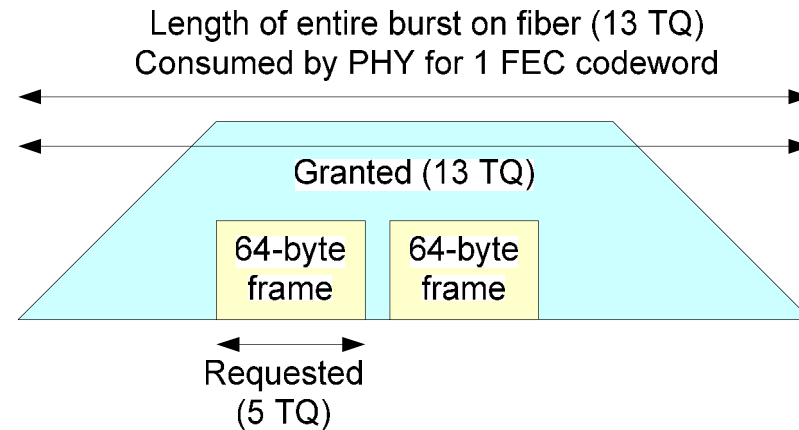 Length of entire burst on fiber (13 TQ)
Consumed by PHY for 1 FEC codeword
Granted (13 TQ)
64-byte
frame
64-byte
frame
Requested
(5 TQ)